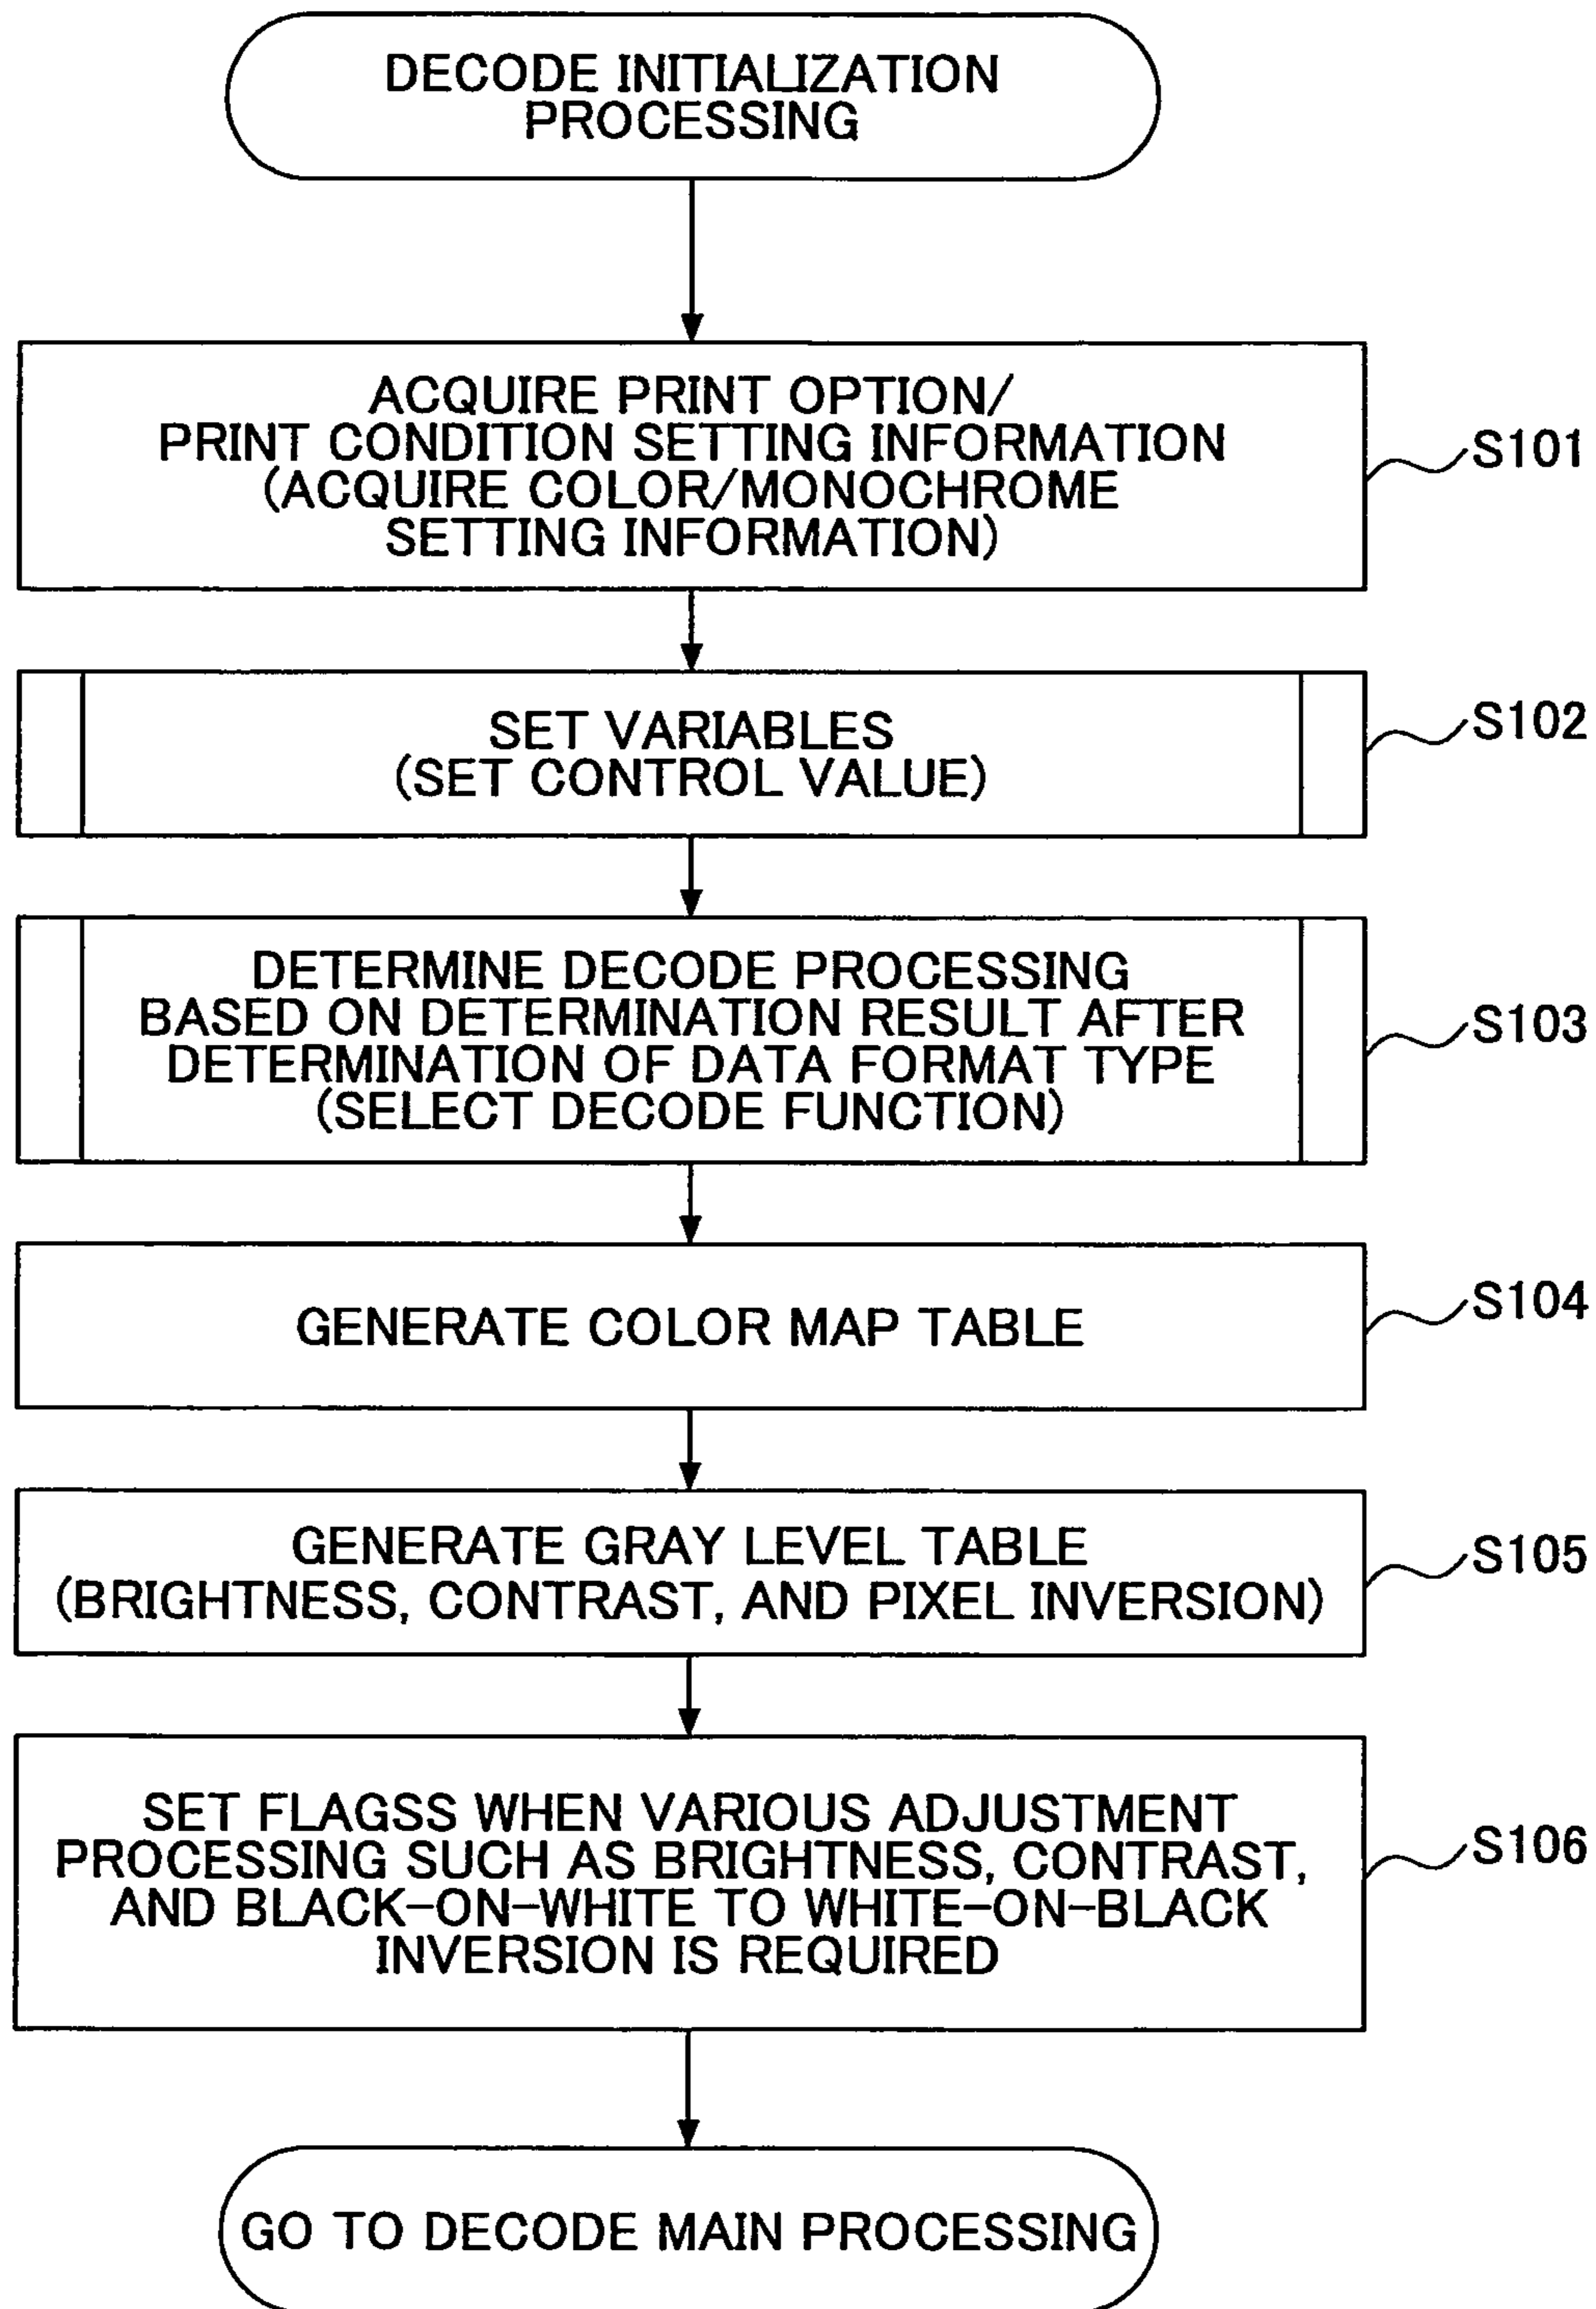 DECODE INITIALIZATION
PROCESSING
ACQUIRE PRINT OPTION/
PRINT CONDITION SETTING INFORMATION
(ACQUIRE COLOR/MONOCHROME
SETTING INFORMATION)
S101
SET VARIABLES
(SET CONTROL VALUE)
S102
DETERMINE DECODE PROCESSING
BASED ON DETERMINATION RESULT AFTER
DETERMINATION OF DATA FORMAT TYPE
(SELECT DECODE FUNCTION)
S103
GENERATE COLOR MAP TABLE
S104
GENERATE GRAY LEVEL TABLE
(BRIGHTNESS, CONTRAST, AND PIXEL INVERSION)
S105
SET FLAGSS WHEN VARIOUS ADJUSTMENT
PROCESSING SUCH AS BRIGHTNESS, CONTRAST,
AND BLACK-ON-WHITE TO WHITE-ON-BLACK
INVERSION IS REQUIRED
S106
GO TO DECODE MAIN PROCESSING